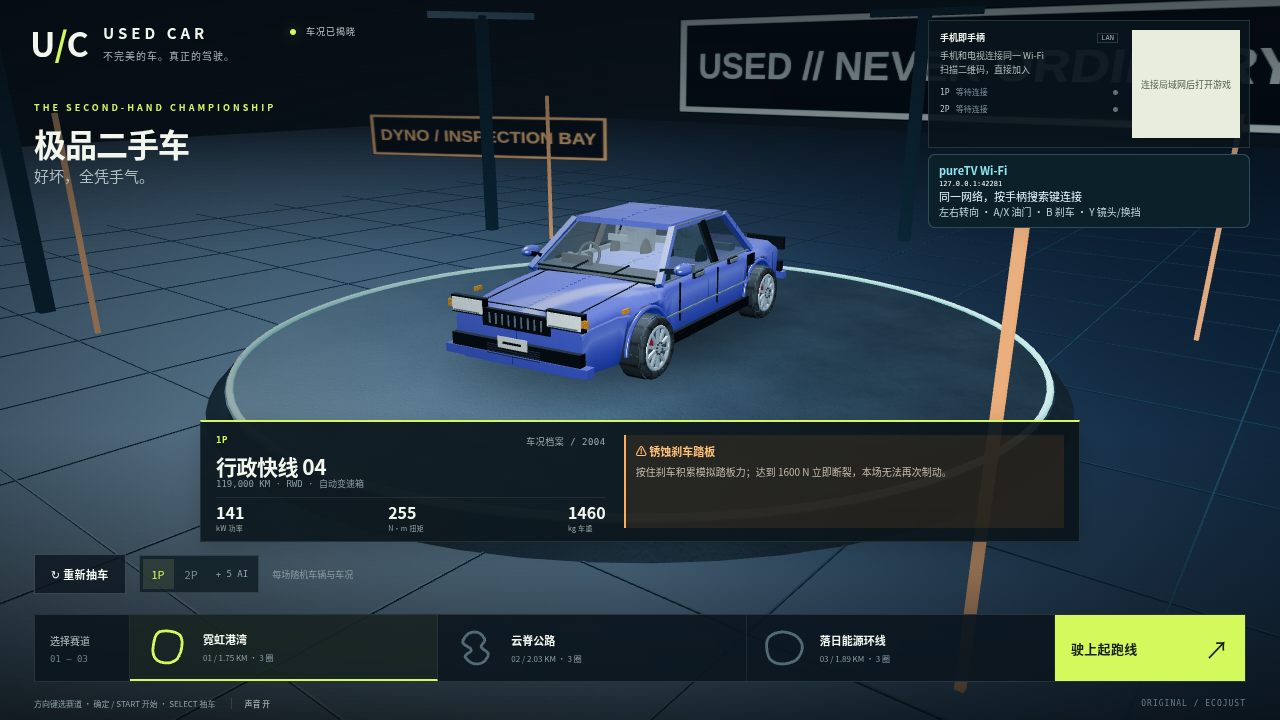 U/C
USED CAR
不完美的车。真正的驾驶。
车况已揭晓
THE SECOND-HAND CHAMPIONSHIP
极品二手车
好坏，全凭手气。
DYNO / INSPECTION BAY
USED // NEVER ORDINARY
手机即手柄
LAN
手机和电视连接同一 Wi-Fi
扫描二维码，直接加入
1P 等待连接
2P 等待连接
连接局域网后打开游戏
pureTV Wi-Fi
127.0.0.1:42281
同一网络，按手柄搜索键连接
左右转向 · A/X 油门 · B 刹车 · Y 镜头/换挡
1P
车况档案 / 2004
行政快线 04
119,000 KM · RWD · 自动变速箱
141
kW 功率
255
N·m 扭矩
1460
kg 车重
⚠ 锈蚀刹车踏板
按住刹车积累模拟踏板力；达到 1600 N 立即断裂，本场无法再次制动。
↻ 重新抽车
1P
2P
+ 5 AI
每场随机车辆与车况
选择赛道
01 — 03
霓虹港湾
01 / 1.75 KM · 3 圈
云脊公路
02 / 2.03 KM · 3 圈
落日能源环线
03 / 1.89 KM · 3 圈
驶上起跑线
方向键选赛道 · 确定 / START 开始 · SELECT 抽车
声音 开
ORIGINAL / ECOJUST